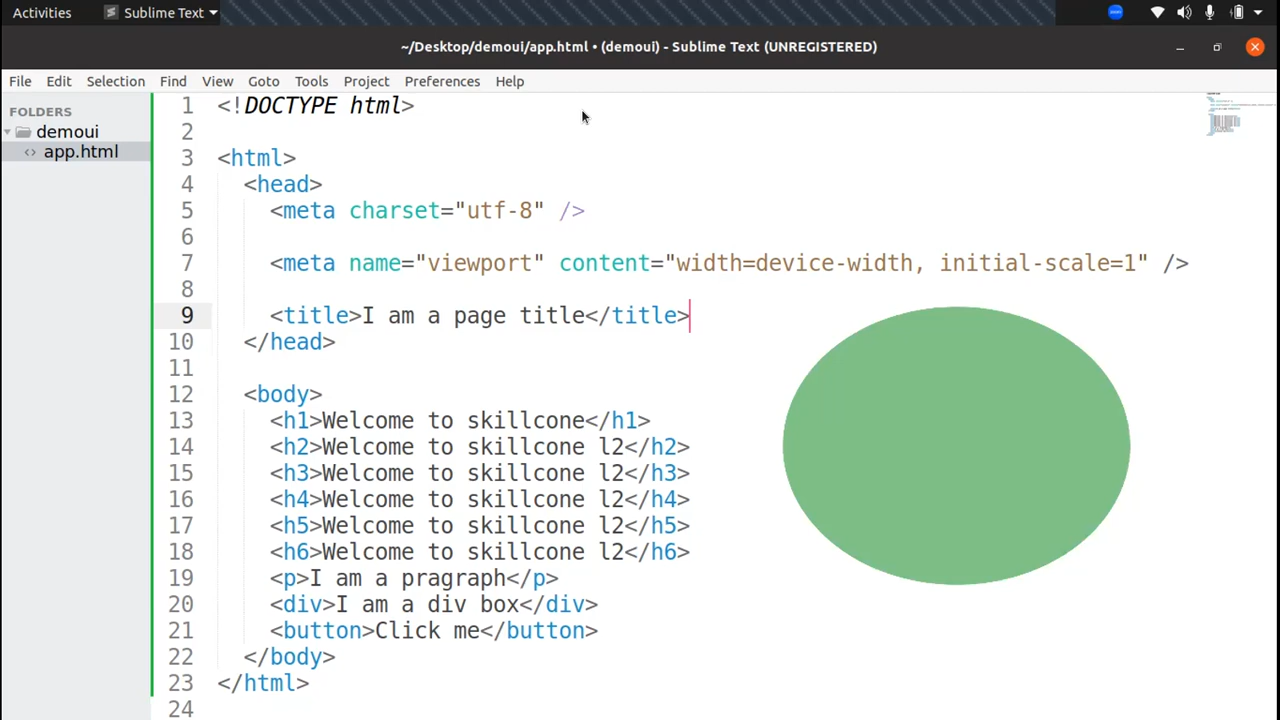 Activities
Sublime Text
~/Desktop/demoui/app.html • (demoui) - Sublime Text (UNREGISTERED)
File Edit Selection Find View Goto Tools Project Preferences Help
FOLDERS
demoui
<> app.html
1 <!DOCTYPE html>
2
3 <html>
4 <head>
5 <meta charset="utf-8" />
6
7 <meta name="viewport" content="width=device-width, initial-scale=1" />
8
9 <title>I am a page title</title>
10 </head>
11
12 <body>
13 <h1>Welcome to skillcone</h1>
14 <h2>Welcome to skillcone l2</h2>
15 <h3>Welcome to skillcone l2</h3>
16 <h4>Welcome to skillcone l2</h4>
17 <h5>Welcome to skillcone l2</h5>
18 <h6>Welcome to skillcone l2</h6>
19 <p>I am a pragraph</p>
20 <div>I am a div box</div>
21 <button>Click me</button>
22 </body>
23 </html>
24